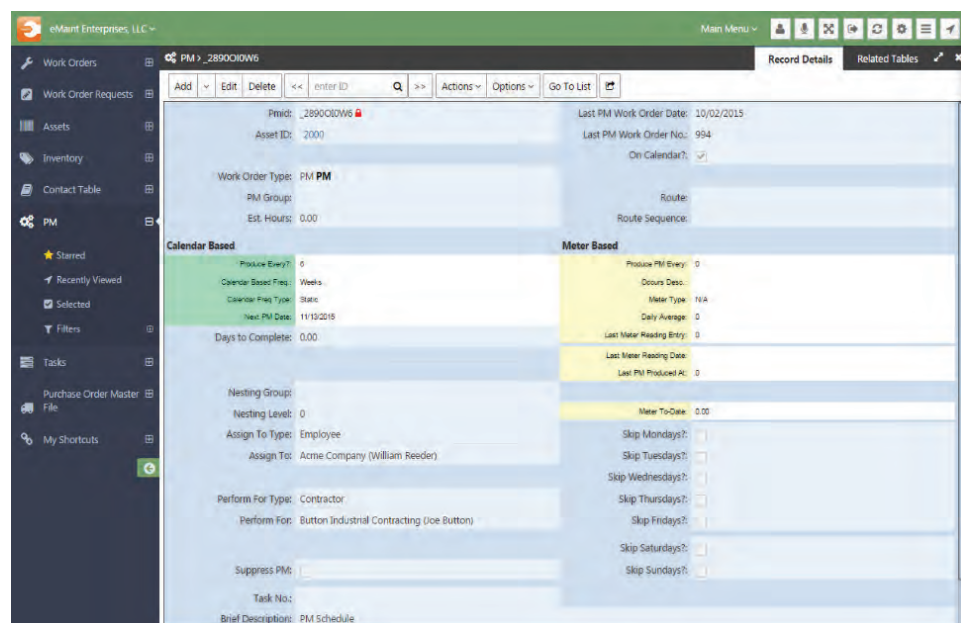 eMaint Enterprises, LLC
Main Menu
Work Orders
Work Order Requests
Assets
Inventory
Contact Table
PM
Starred
Recently Viewed
Selected
Filters
Tasks
Purchase Order Master File
My Shortcuts
PM > _2890OI0W6
Record Details
Related Tables
Add
Edit
Delete
<<
enter ID
>>
Actions
Options
Go To List
Pmid: _2890OI0W6
Last PM Work Order Date: 10/02/2015
Asset ID: 2000
Last PM Work Order No.: 994
On Calendar?:
Work Order Type: PM PM
PM Group:
Route:
Est. Hours: 0.00
Route Sequence:
Calendar Based
Meter Based
Produce Every?: 6
Produce PM Every: 0
Calendar Based Freq.: Weeks
Occurs Desc.:
Calendar Freq Type: Static
Meter Type: N/A
Next PM Date: 11/13/2015
Daily Average: 0
Days to Complete: 0.00
Last Meter Reading Entry: 0
Last Meter Reading Date:
Last PM Produced At: 0
Nesting Group:
Nesting Level: 0
Meter To-Date: 0.00
Assign To Type: Employee
Skip Mondays?:
Assign To: Acme Company (William Reeder)
Skip Tuesdays?:
Skip Wednesdays?:
Perform For Type: Contractor
Skip Thursdays?:
Perform For: Button Industrial Contracting (Joe Button)
Skip Fridays?:
Skip Saturdays?:
Suppress PM:
Skip Sundays?:
Task No.:
Brief Description: PM Schedule